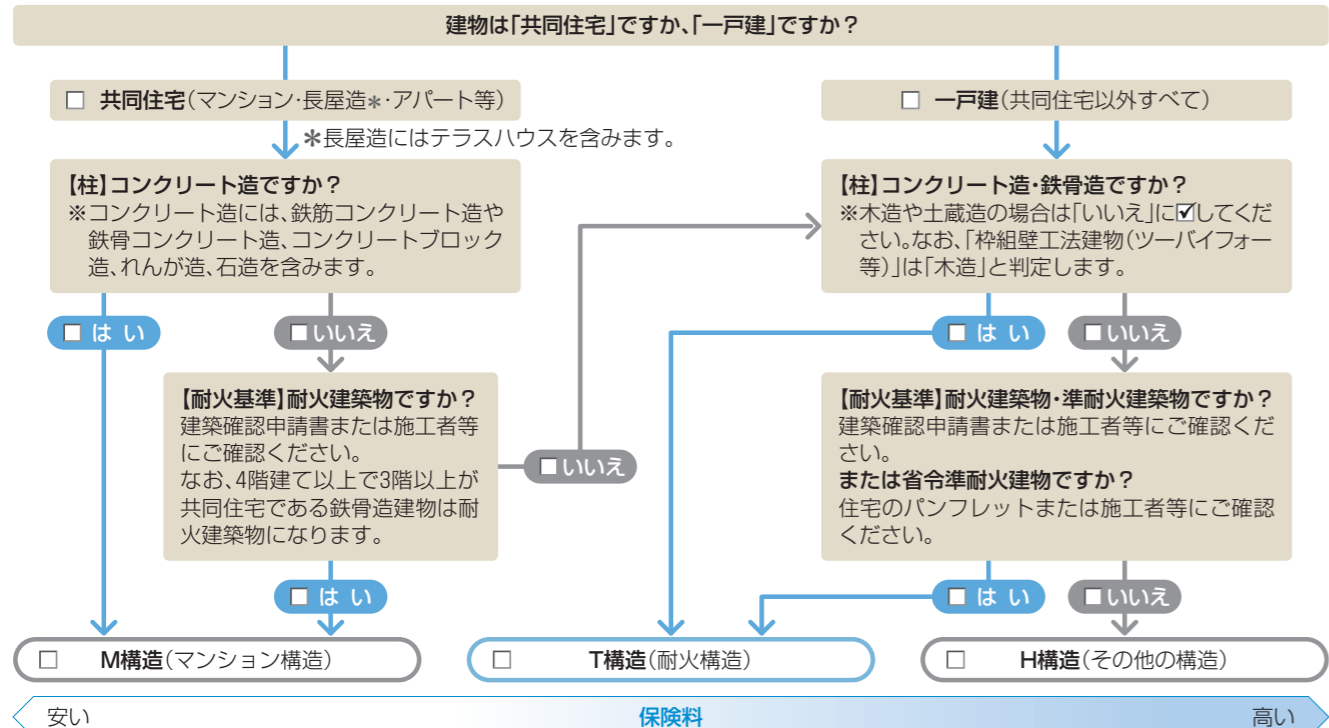 建物は「共同住宅」ですか、「一戸建」ですか？
□ 共同住宅(マンション・長屋造＊・アパート等)
＊長屋造にはテラスハウスを含みます。
【柱】コンクリート造ですか？
※コンクリート造には、鉄筋コンクリート造や
鉄骨コンクリート造、コンクリートブロック
造、れんが造、石造を含みます。
□ はい
□いいえ
【耐火基準】耐火建築物ですか？
建築確認申請書または施工者等
にご確認ください。
なお、4階建て以上で3階以上が
共同住宅である鉄骨造建物は耐
火建築物になります。
□いいえ
□ はい
□ 一戸建(共同住宅以外すべて)
【柱】コンクリート造・鉄骨造ですか？
※木造や土蔵造の場合は「いいえ」に☑してくだ
さい。なお、「枠組壁工法建物(ツーバイフォー
等)」は「木造」と判定します。
□ はい
□いいえ
【耐火基準】耐火建築物・準耐火建築物ですか？
建築確認申請書または施工者等にご確認くだ
さい。
または省令準耐火建物ですか？
住宅のパンフレットまたは施工者等にご確認
ください。
□ はい
□いいえ
□ M構造(マンション構造)
□ T構造(耐火構造)
□ H構造(その他の構造)
安い
保険料
高い